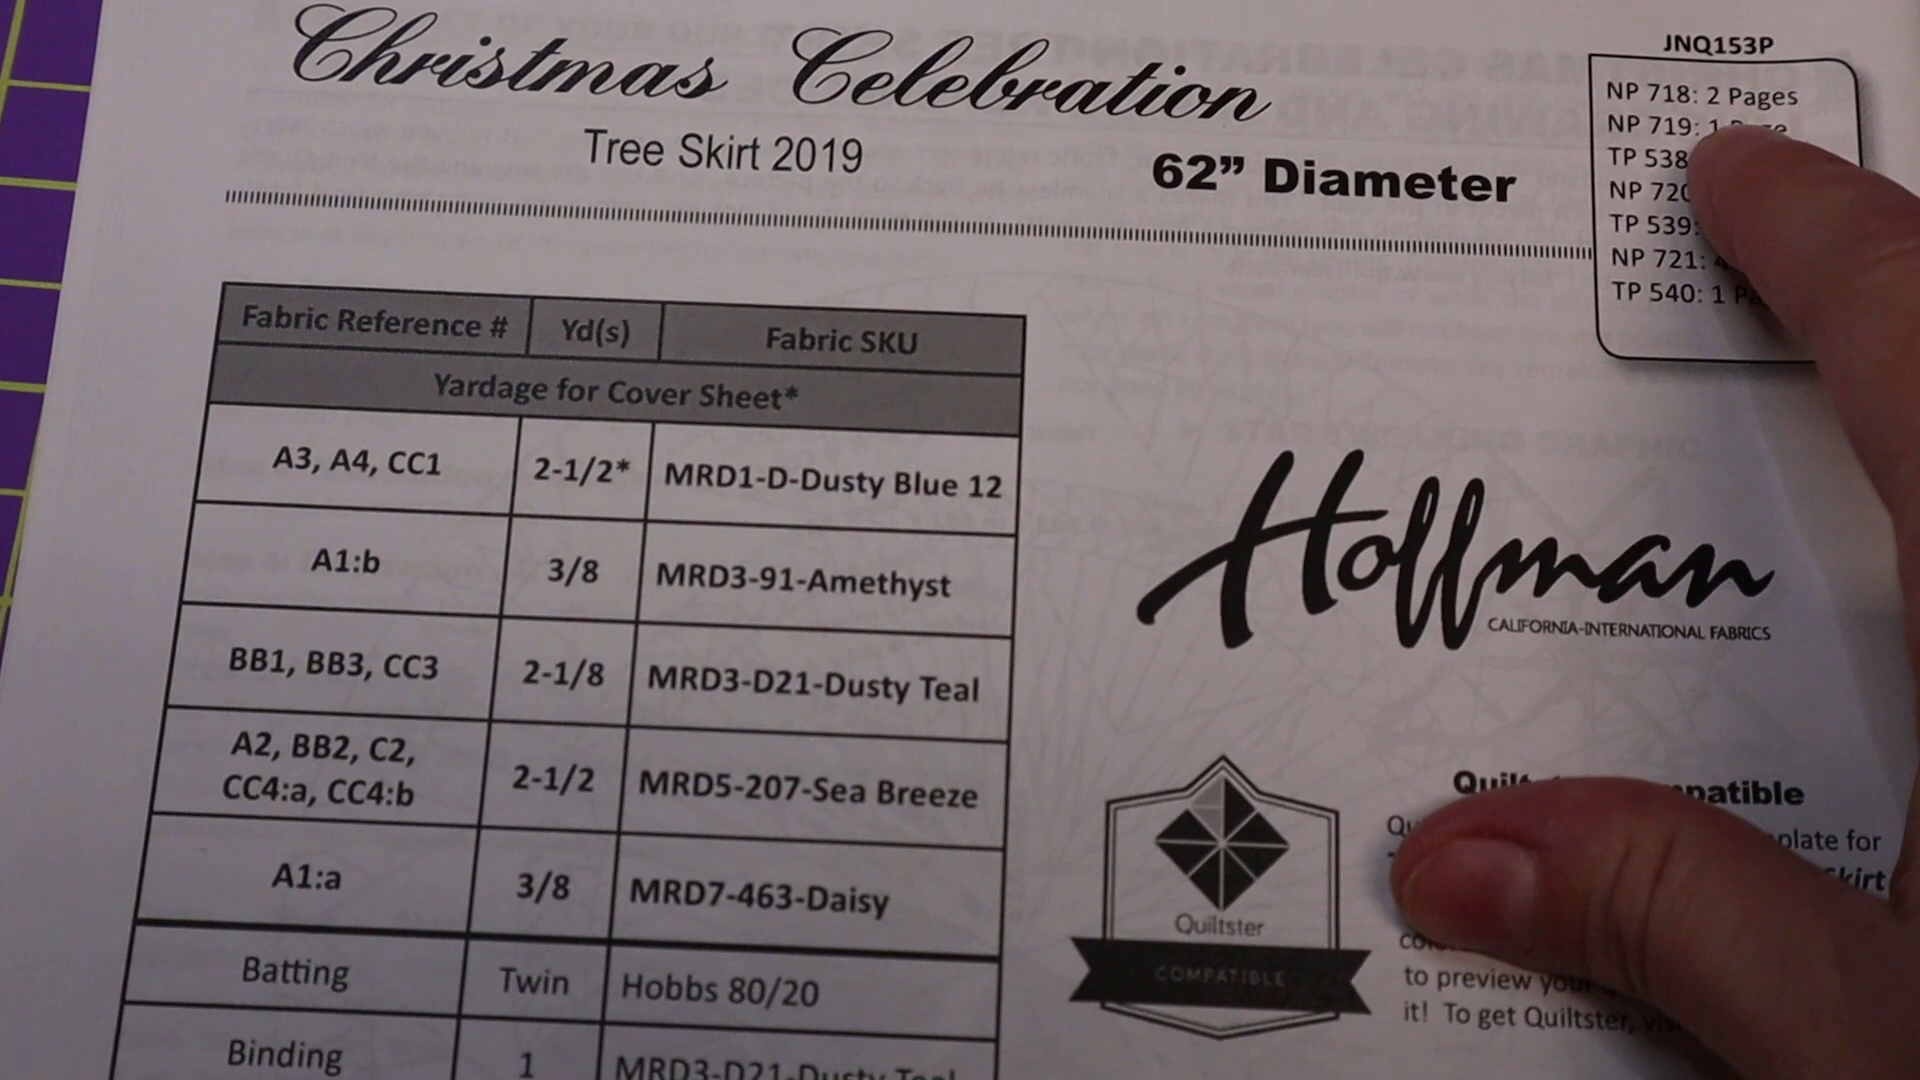 Christmas Celebration
Tree Skirt 2019
62” Diameter
JNQ153P
NP 718: 2 Pages
NP 719: 1
TP 538
NP 720
TP 539:
NP 721:
TP 540: 1
Fabric Reference # Yd(s) Fabric SKU
Yardage for Cover Sheet*
A3, A4, CC1 2-1/2* MRD1-D-Dusty Blue 12
A1:b 3/8 MRD3-91-Amethyst
BB1, BB3, CC3 2-1/8 MRD3-D21-Dusty Teal
A2, BB2, C2,
CC4:a, CC4:b 2-1/2 MRD5-207-Sea Breeze
A1:a 3/8 MRD7-463-Daisy
Batting Twin Hobbs 80/20
Binding 1 MRD3-D21-Dusty Teal
Hoffman
CALIFORNIA-INTERNATIONAL FABRICS
Quiltster
COMPATIBLE
for
to preview
it! To get Quiltster,